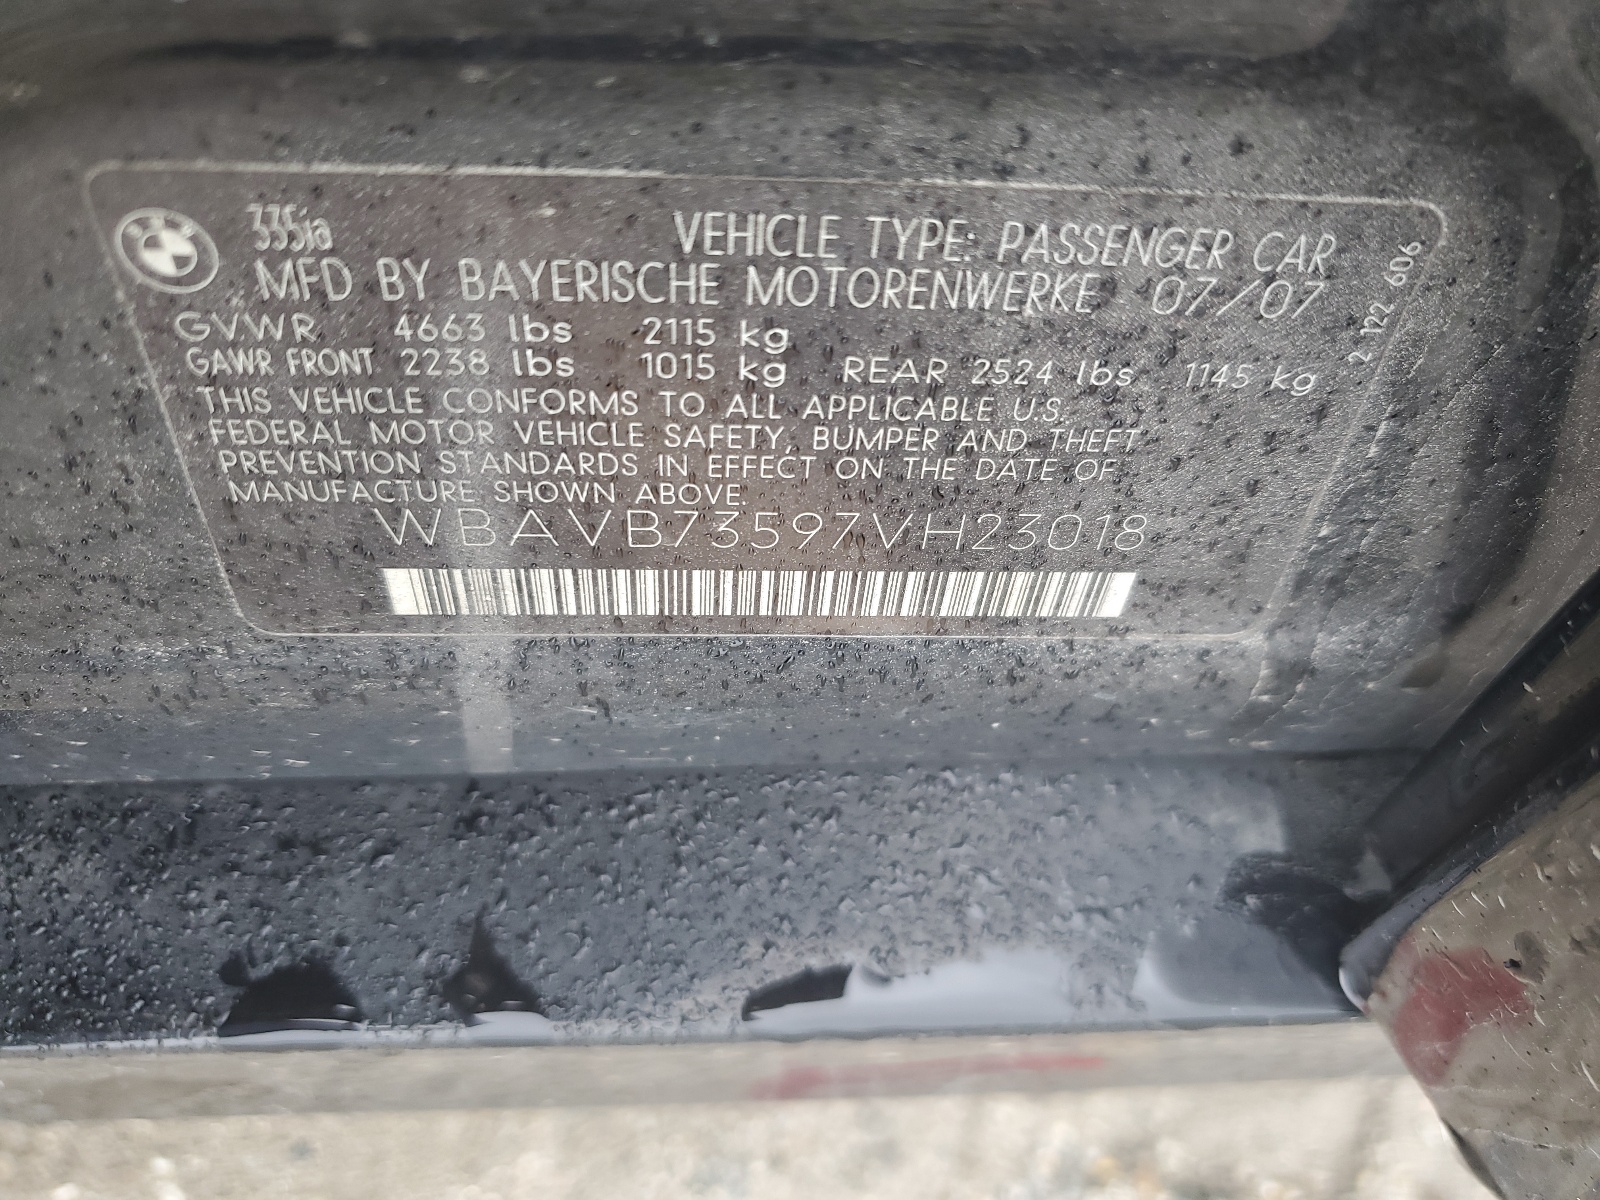 335ia
VEHICLE TYPE: PASSENGER CAR
MFD BY BAYERISCHE MOTORENWERKE 07/07
GVWR 4663 lbs 2115 kg
GAWR FRONT 2238 lbs 1015 kg REAR 2524 lbs 1145 kg
THIS VEHICLE CONFORMS TO ALL APPLICABLE U.S.
FEDERAL MOTOR VEHICLE SAFETY, BUMPER AND THEFT
PREVENTION STANDARDS IN EFFECT ON THE DATE OF
MANUFACTURE SHOWN ABOVE.
WBAVB73597VH23018
2 122 606